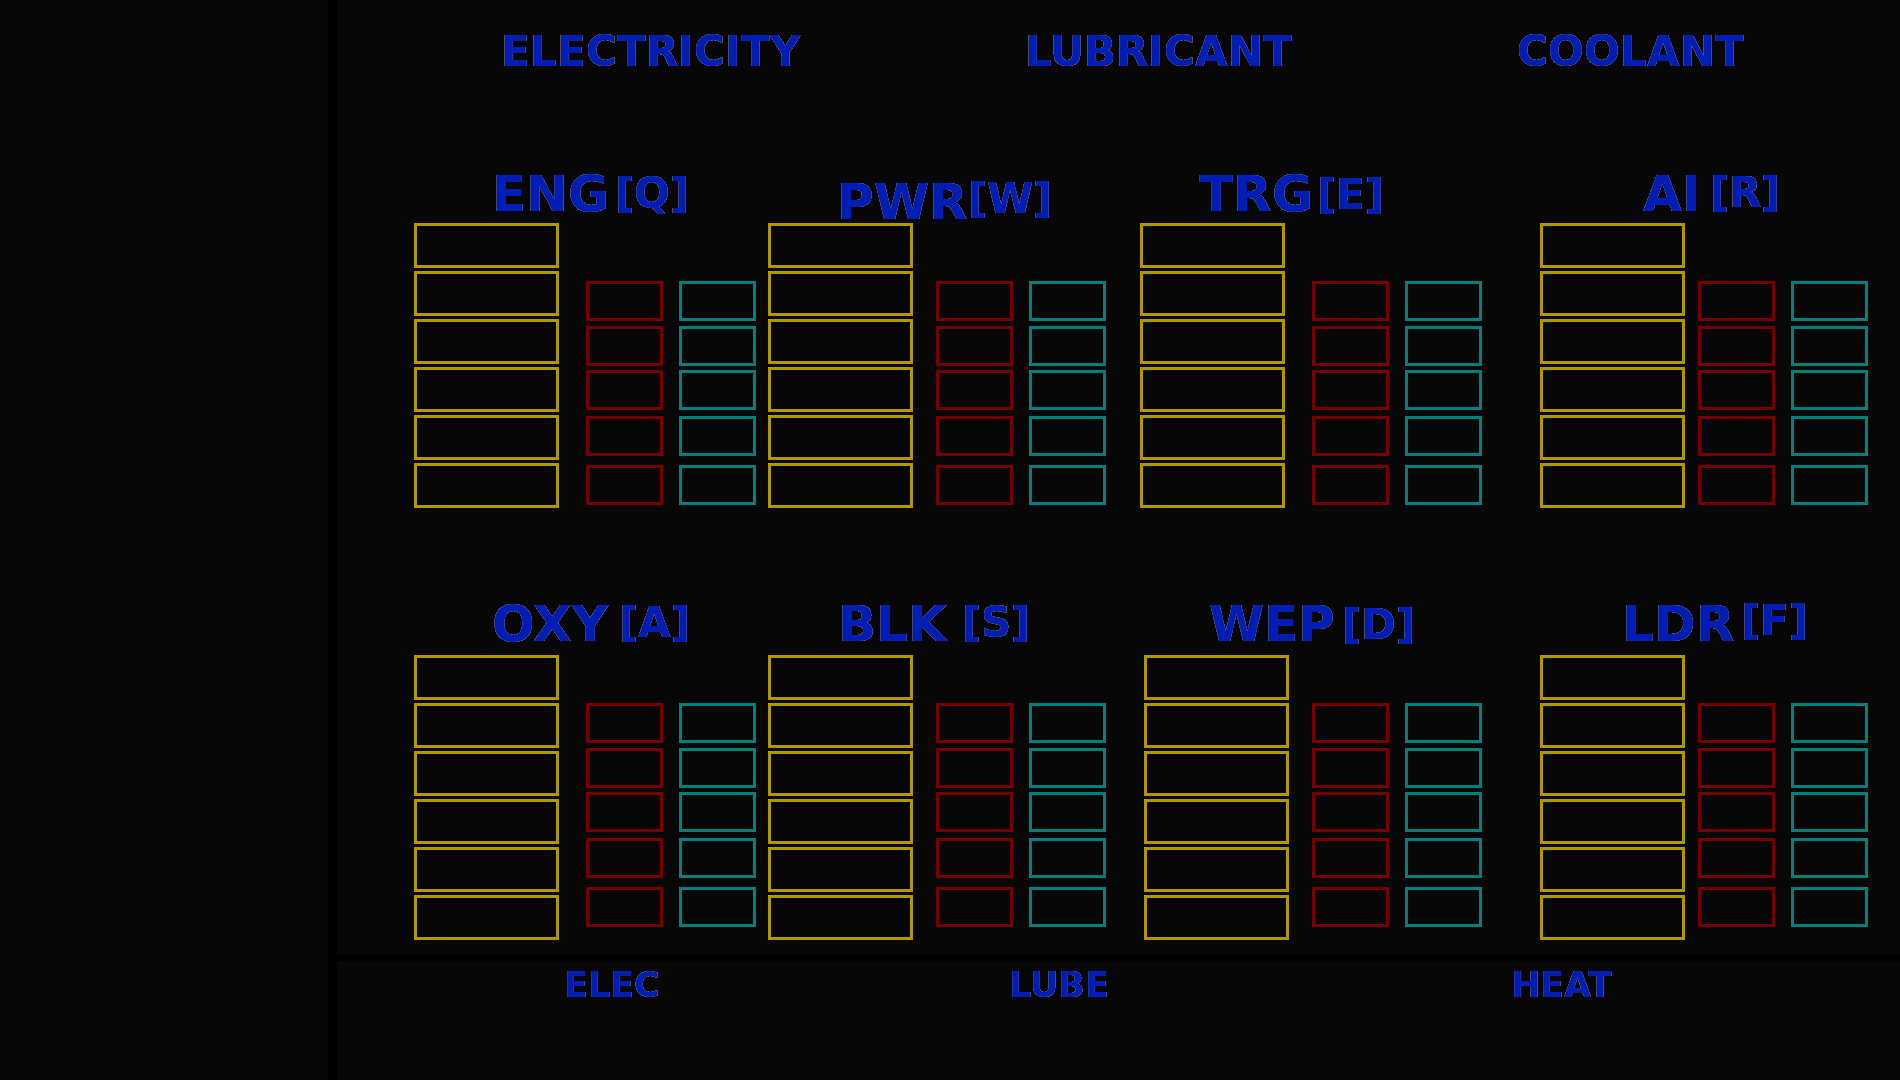 ELECTRICITY LUBRICANT COOLANT
ENG [Q] PWR [W] TRG [E] AI [R]
OXY [A] BLK [S] WEP [D] LDR [F]
ELEC LUBE HEAT